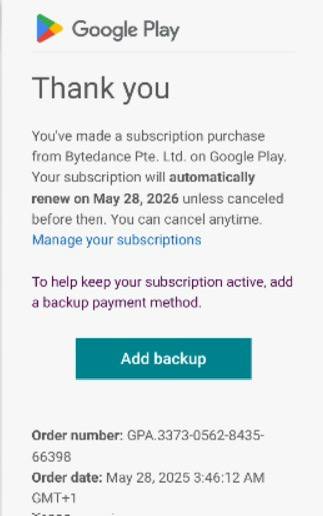 Google Play
Thank you
You've made a subscription purchase
from Bytedance Pte. Ltd. on Google Play.
Your subscription will automatically
renew on May 28, 2026 unless canceled
before then. You can cancel anytime.
Manage your subscriptions
To help keep your subscription active, add
a backup payment method.
Add backup
Order number: GPA.3373-0562-8435-
66398
Order date: May 28, 2025 3:46:12 AM
GMT+1